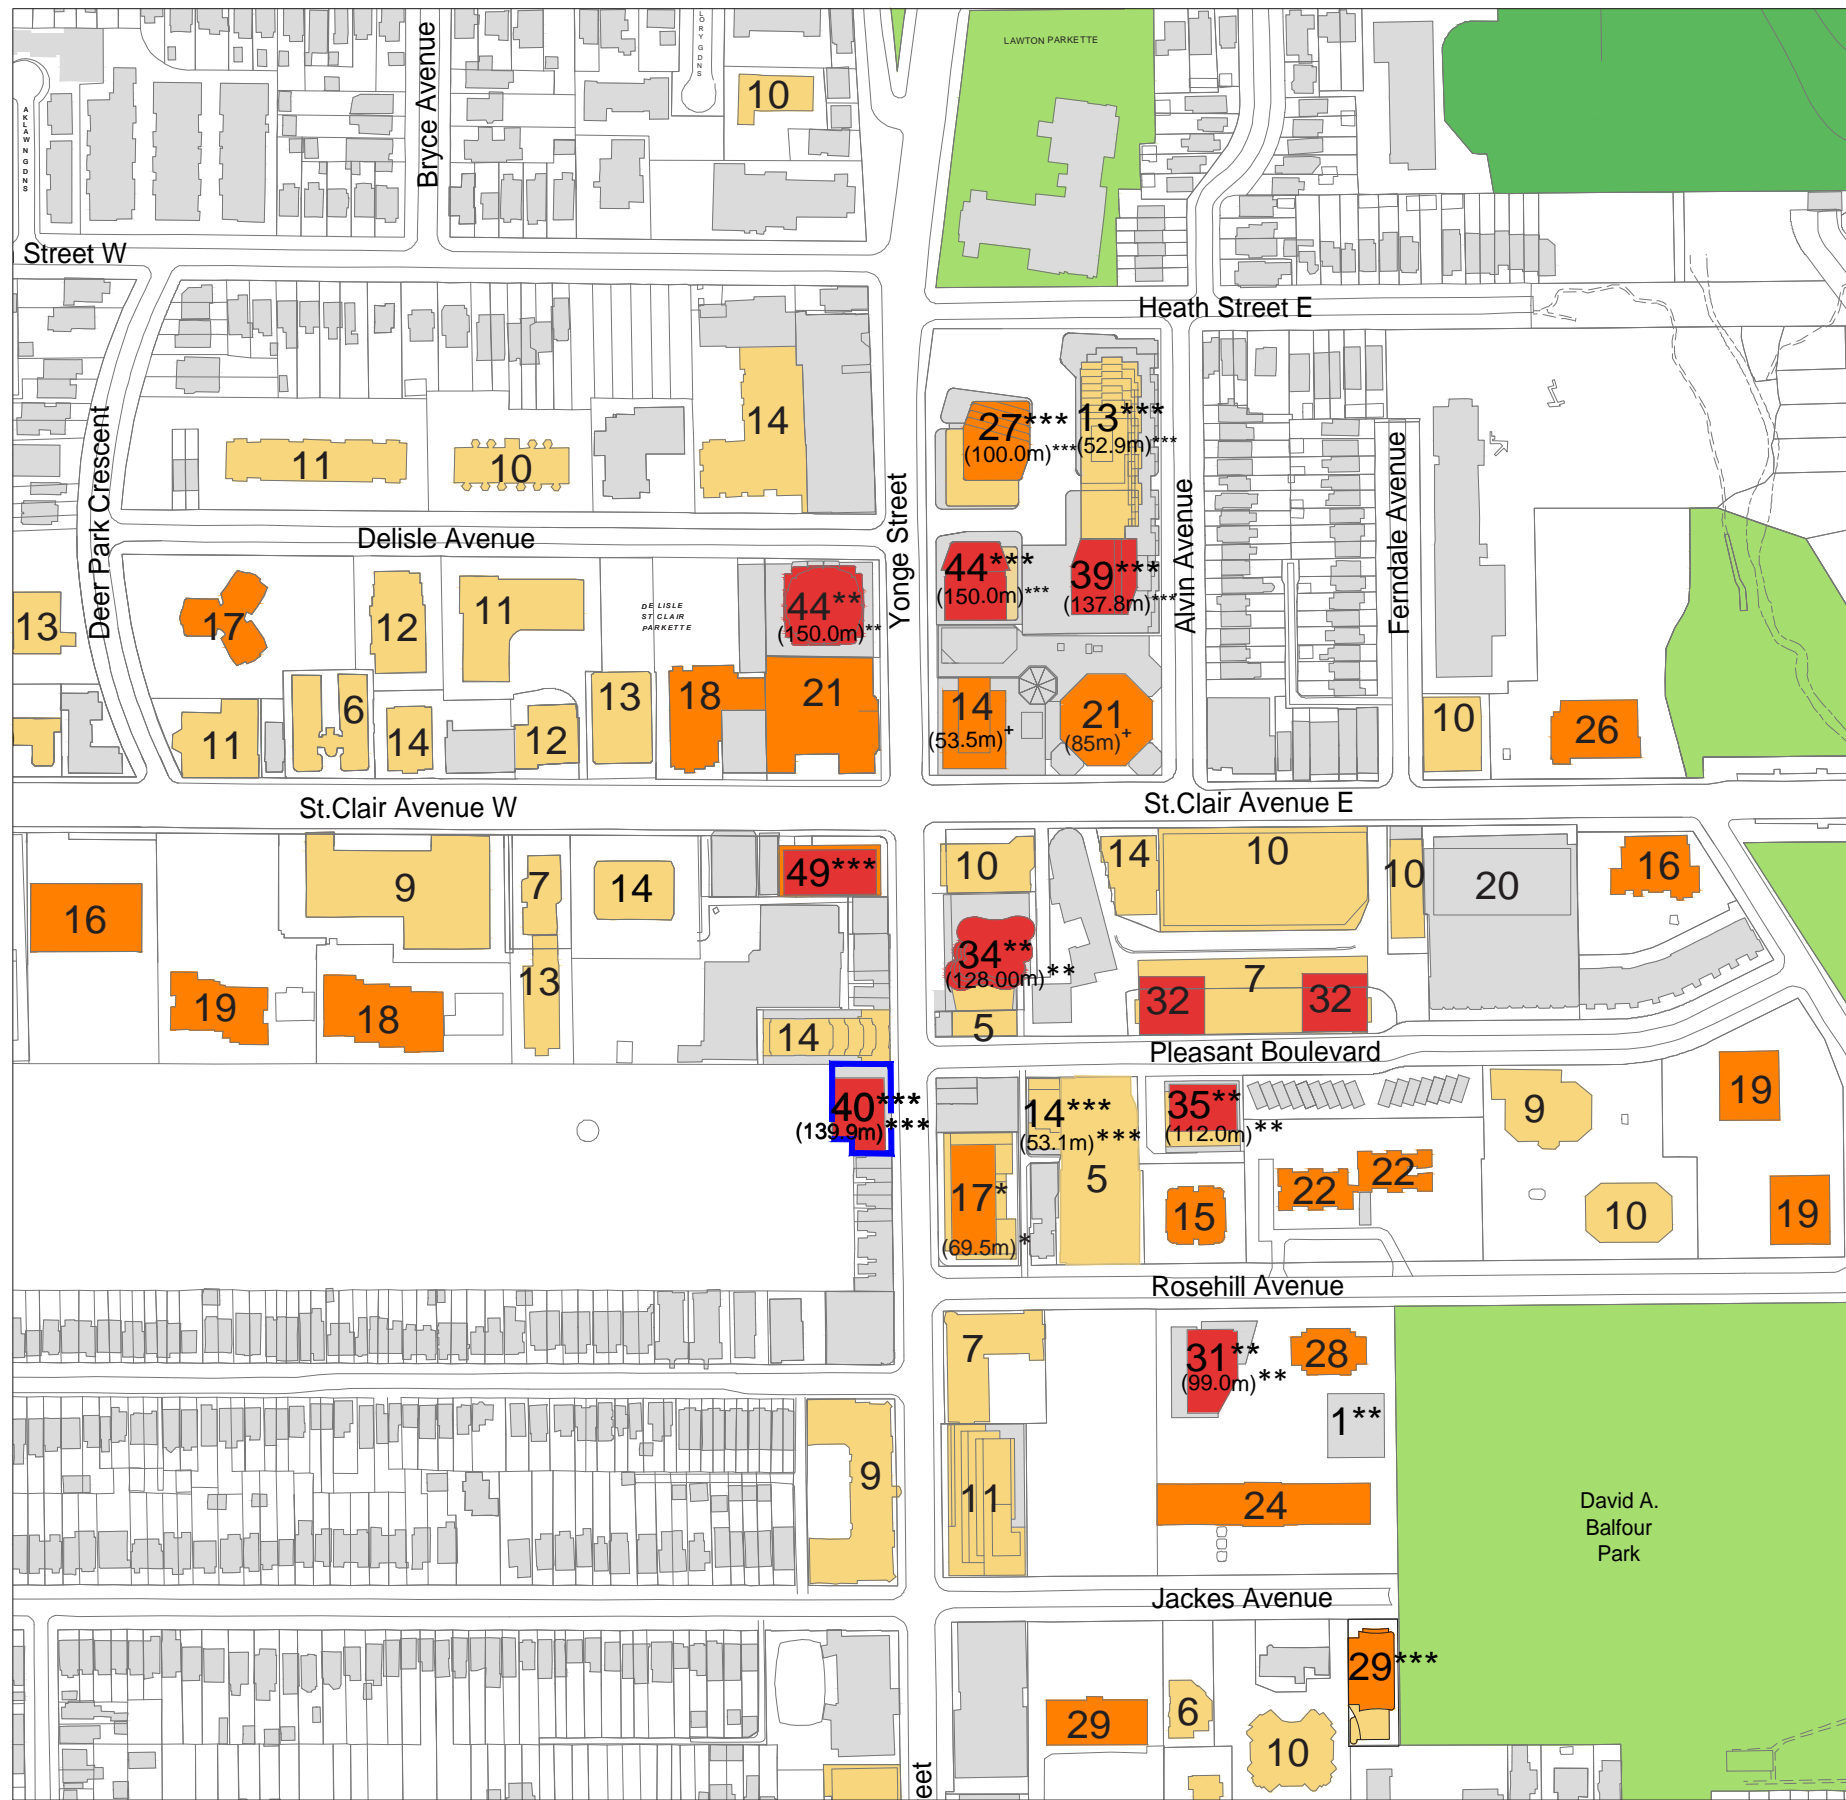 Bryce Avenue
LORY GDNS
LAWTON PARKETTE
10
AKLAWN GDNS
Street W
Heath Street E
Deer Park Crescent
14
27***
(100.0m)***
13***
(52.9m)***
11
10
Yonge Street
Alvin Avenue
Ferndale Avenue
Delisle Avenue
13
17
12
11
DELISLE
ST CLAIR
PARKETTE
44**
(150.0m)**
44***
(150.0m)***
39***
(137.8m)***
11
6
14
12
13
18
21
14
(53.5m)+
21
(85m)+
10
26
St.Clair Avenue W
St.Clair Avenue E
16
9
7
14
49***
10
14
10
10
20
16
19
18
13
14
34**
(128.00m)**
5
32
7
32
Pleasant Boulevard
40***
(139.9m)***
14***
(53.1m)***
5
35**
(112.0m)**
9
19
17*
(69.5m)*
15
22
22
10
19
Rosehill Avenue
7
31**
(99.0m)**
28
1**
9
11
24
David A.
Balfour
Park
Jackes Avenue
29***
29
6
10
eet